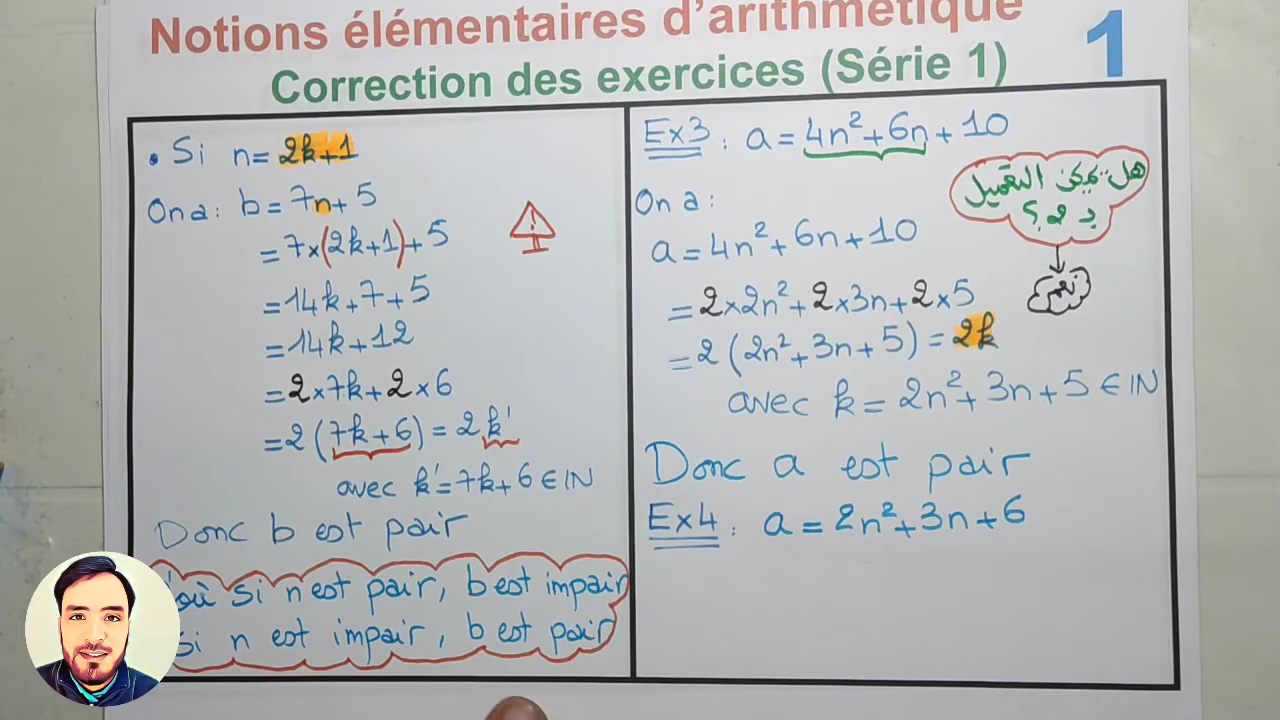 Notions élémentaires d'arithmétique
Correction des exercices (Série 1)
1
• Si n= 2k+1
On a: b=7n+5
=7×(2k+1)+5
=14k+7+5
=14k+12
=2×7k+2×6
=2(7k+6)=2k'
avec k'=7k+6∈IN
Donc b est pair
où si n est pair, b est impair
si n est impair, b est pair
Ex3: a=4n²+6n+10
هل يمكن التعميل
بـ 2 ؟
نعم
On a:
a=4n²+6n+10
=2×2n²+2×3n+2×5
=2(2n²+3n+5)=2k
avec k=2n²+3n+5∈IN
Donc a est pair
Ex4: a=2n²+3n+6